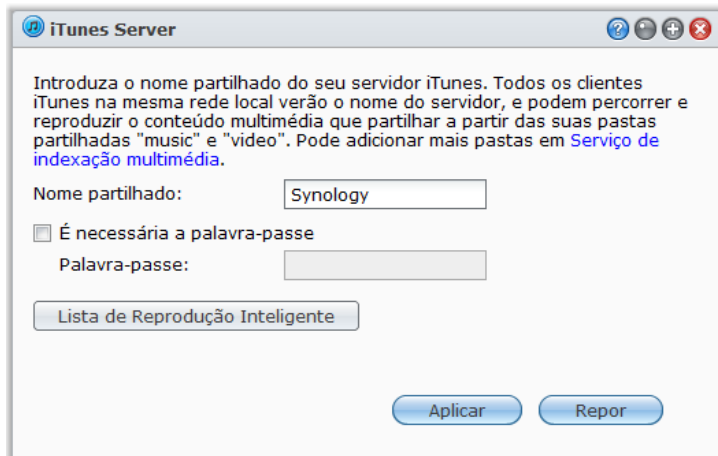 iTunes Server
Introduza o nome partilhado do seu servidor iTunes. Todos os clientes
iTunes na mesma rede local verão o nome do servidor, e podem percorrer e
reproduzir o conteúdo multimédia que partilhar a partir das suas pastas
partilhadas "music" e "video". Pode adicionar mais pastas em Serviço de
indexação multimédia.
Nome partilhado: Synology
É necessária a palavra-passe
Palavra-passe:
Lista de Reprodução Inteligente
Aplicar Repor